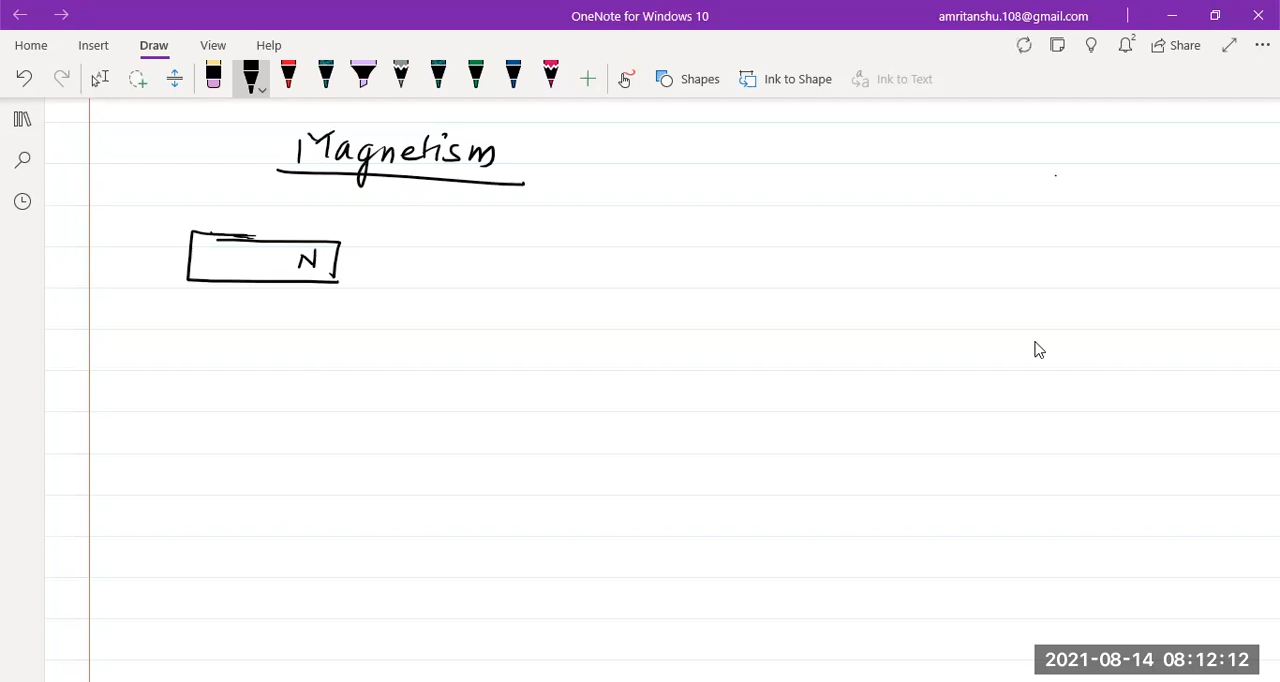 OneNote for Windows 10
amritanshu.108@gmail.com
Home Insert Draw View Help
2 Share
Shapes Ink to Shape Ink to Text
Magnetism
N
2021-08-14 08:12:12